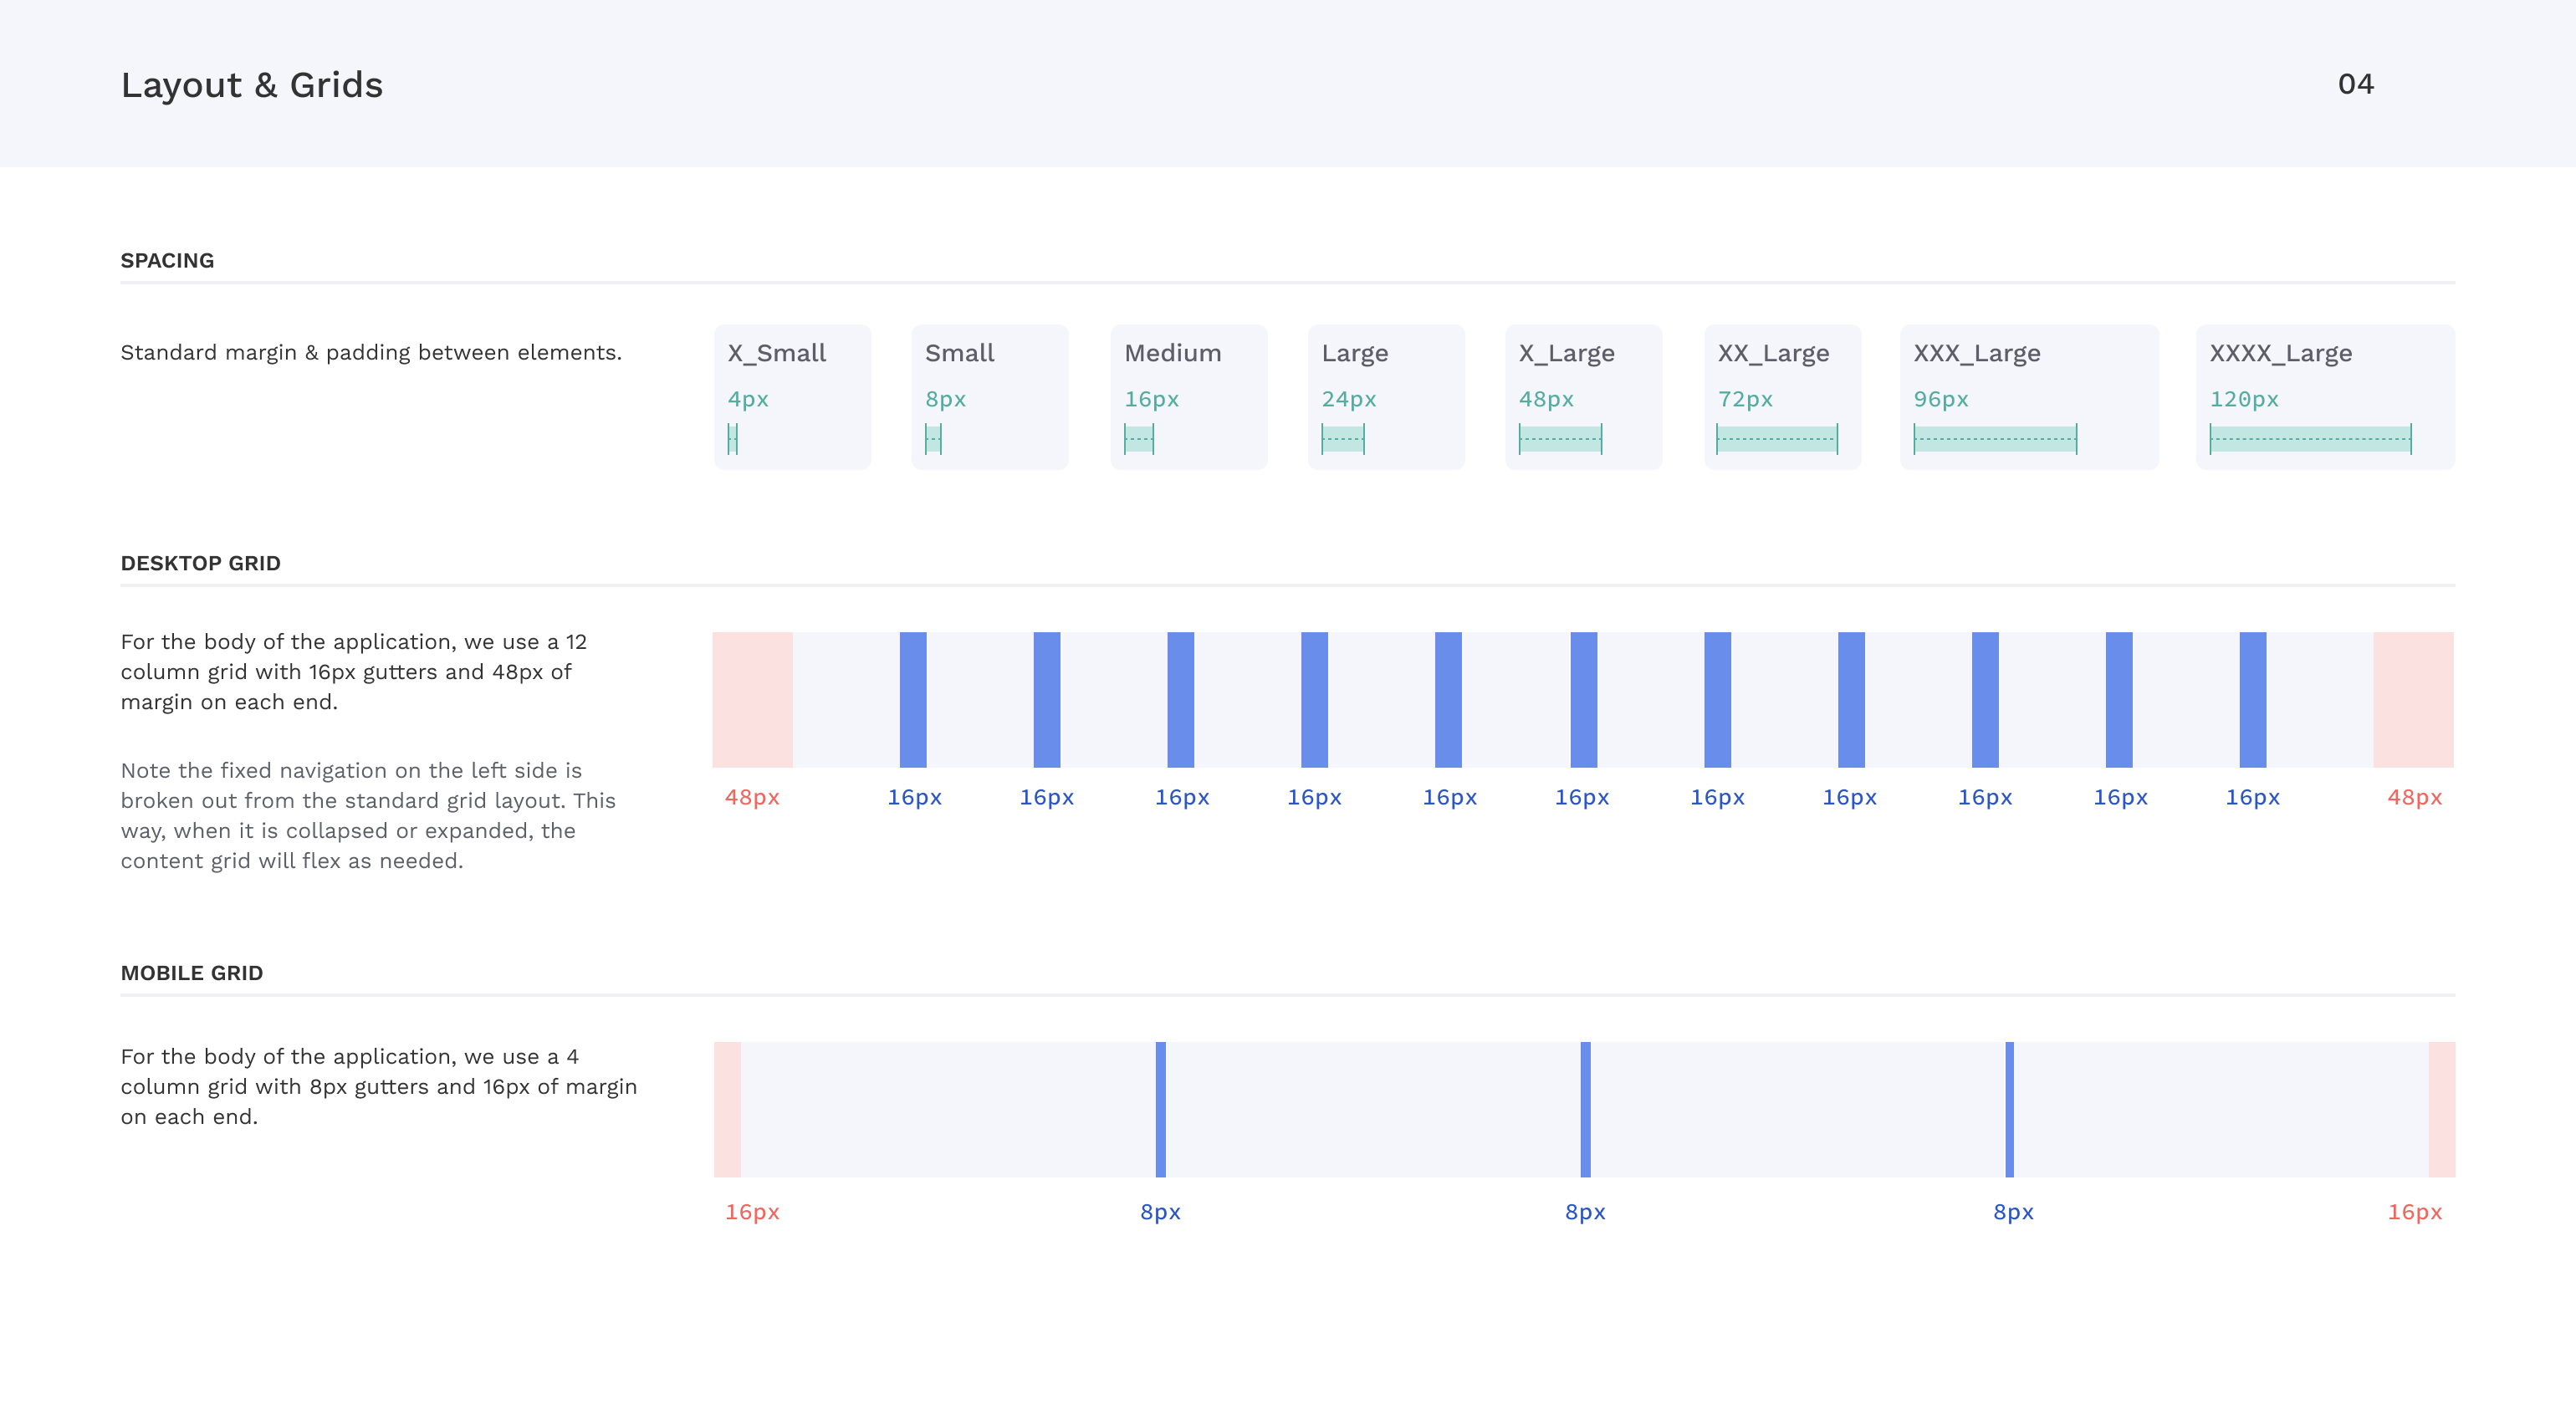 Layout & Grids
04
SPACING
Standard margin & padding between elements.
X_Small
Small
Medium
Large
X_Large
XX_Large
XXX_Large
XXXX_Large
4px
8px
16px
24px
48px
72px
96px
120px
DESKTOP GRID
For the body of the application, we use a 12
column grid with 16px gutters and 48px of
margin on each end.
Note the fixed navigation on the left side is
broken out from the standard grid layout. This
way, when it is collapsed or expanded, the
content grid will flex as needed.
48px
16px
16px
16px
16px
16px
16px
16px
16px
16px
16px
16px
48px
MOBILE GRID
For the body of the application, we use a 4
column grid with 8px gutters and 16px of margin
on each end.
16px
8px
8px
8px
16px